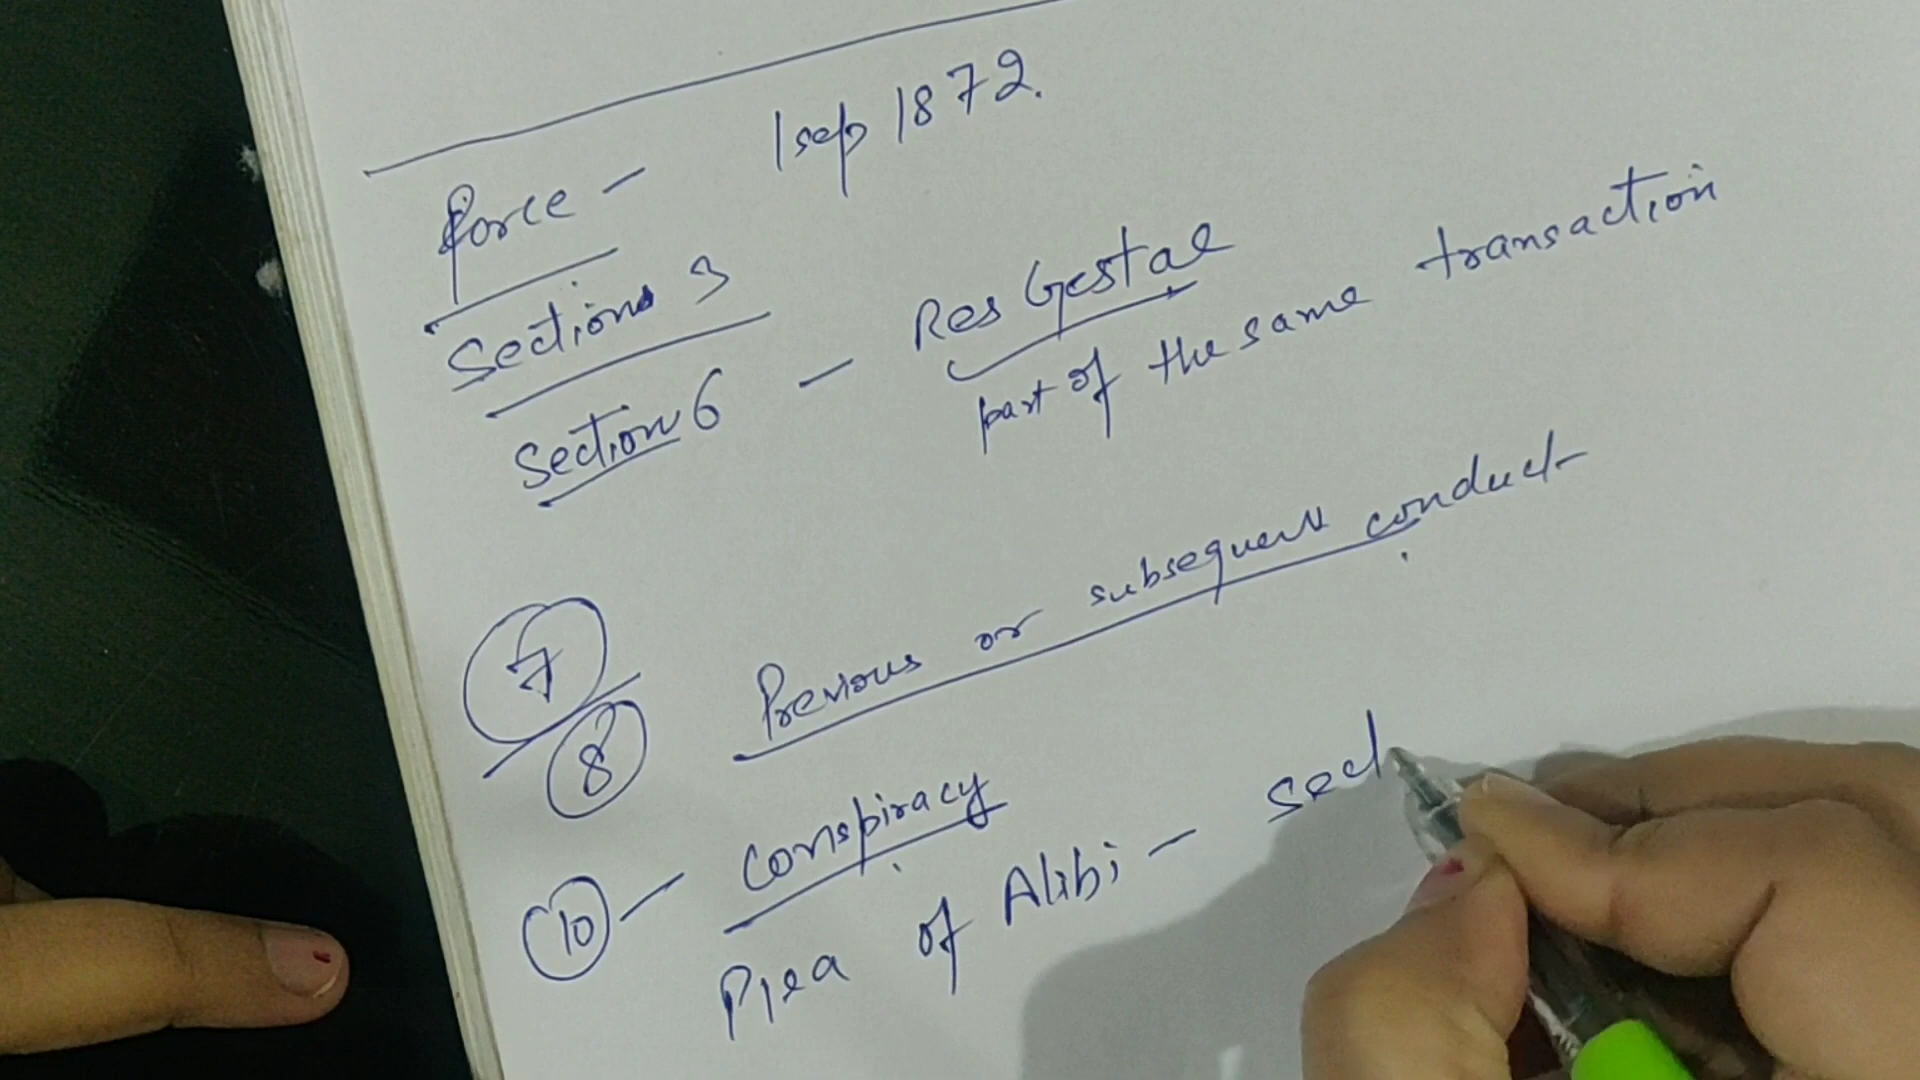 Force - 1 sep 1872.
Sections 3
Section 6 - Res Gestae
part of the same transaction
7
8 Previous or subsequent conduct
10 - Conspiracy
Plea of Alibi - sect